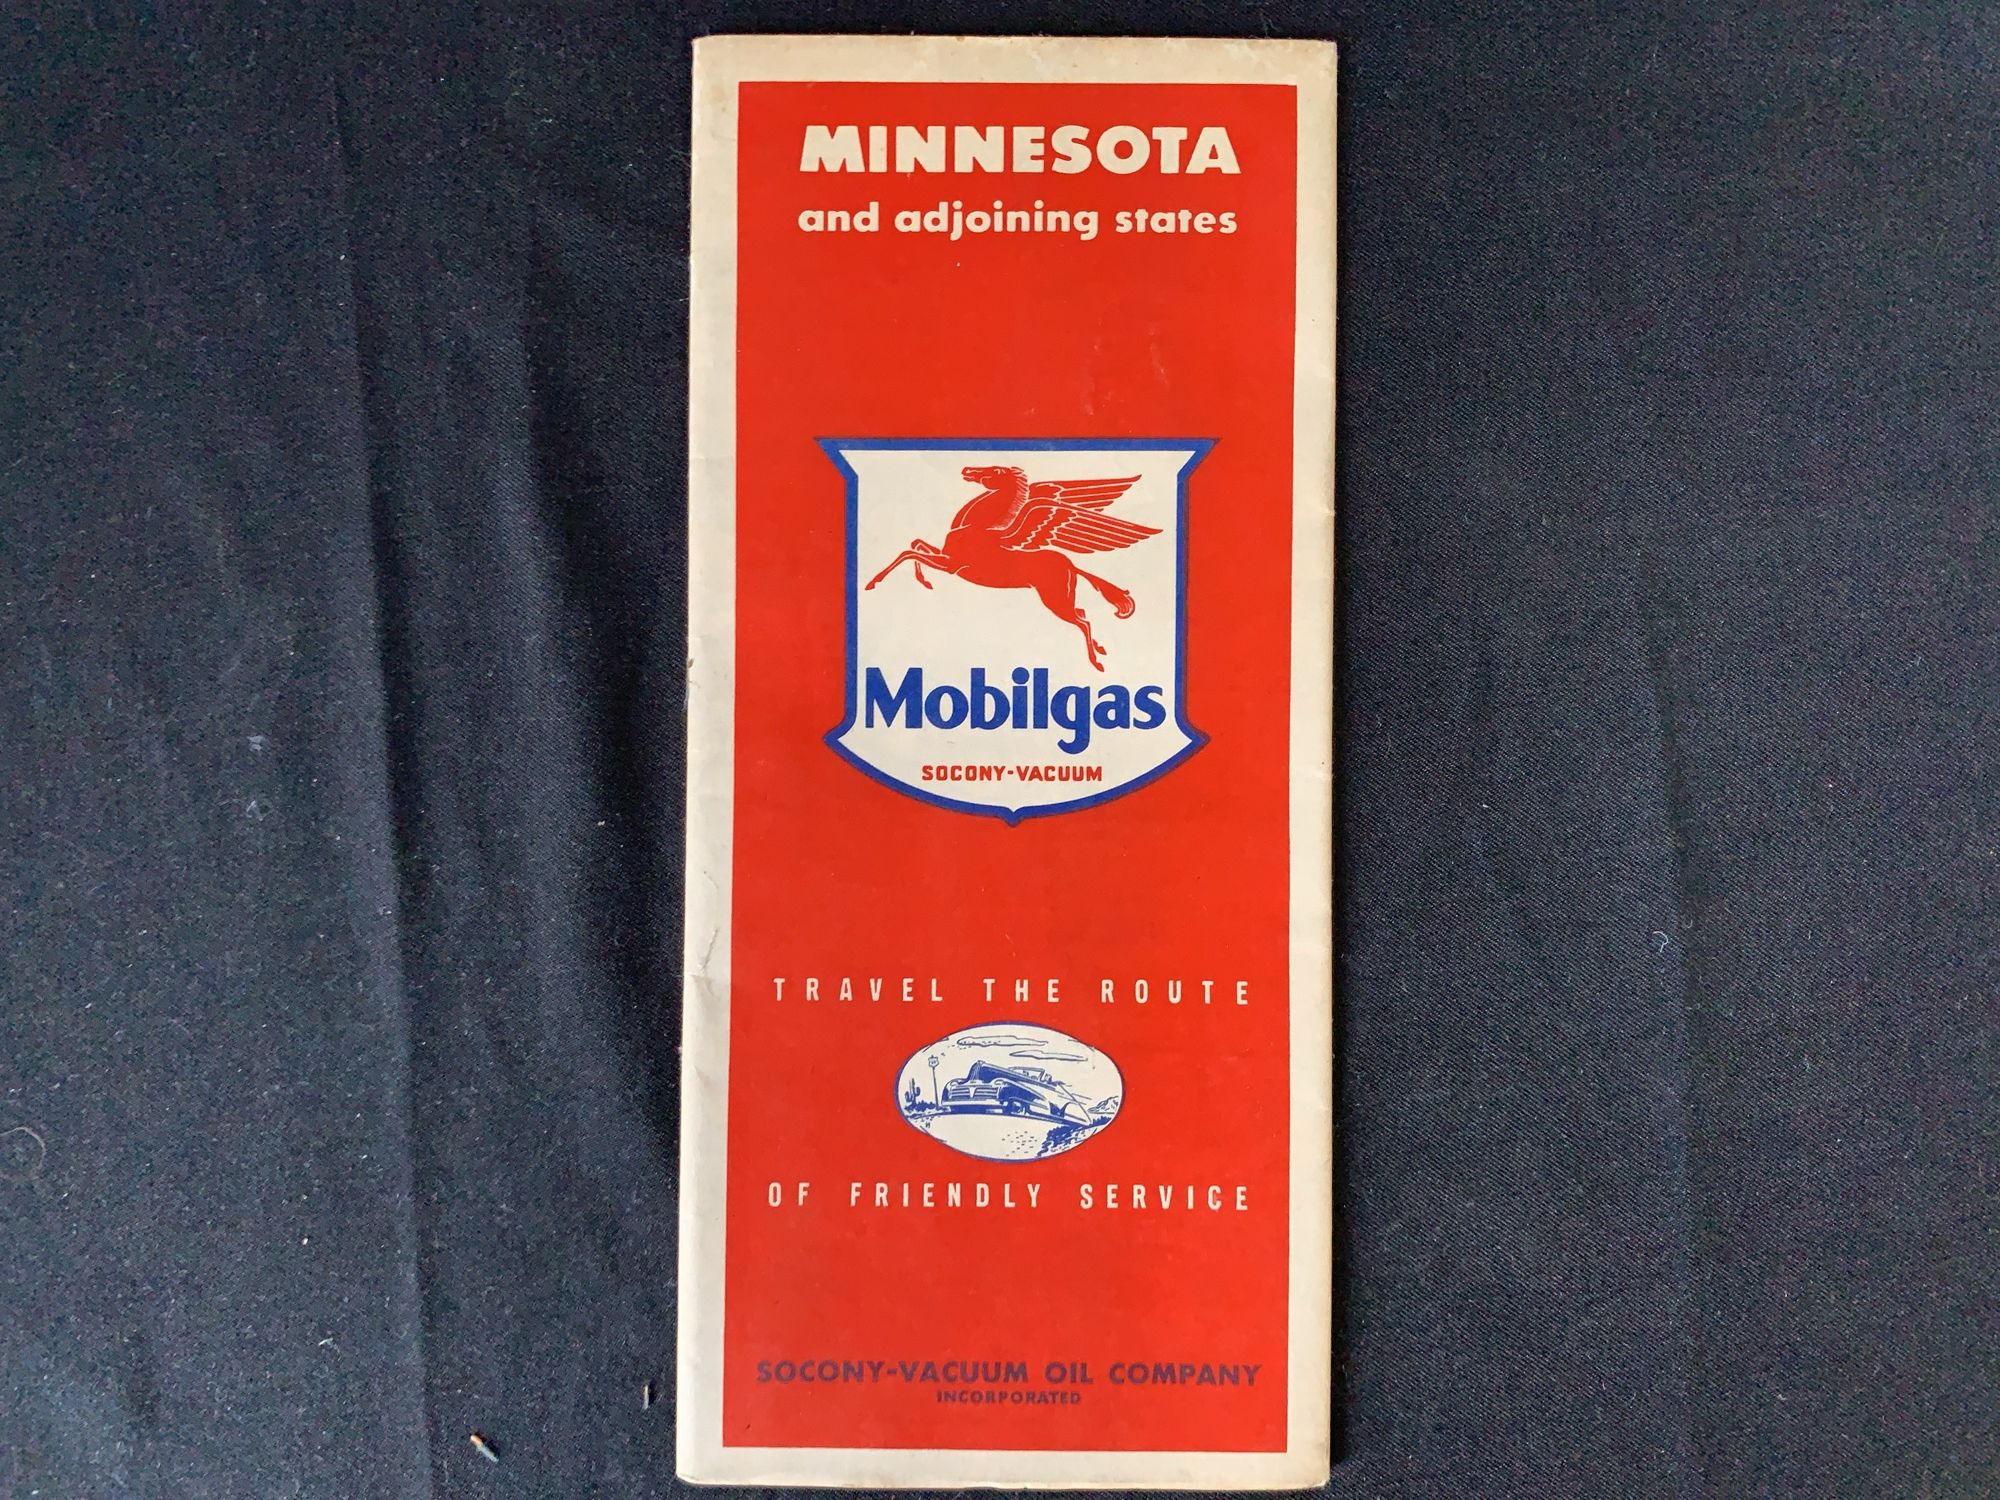 MINNESOTA
and adjoining states
Mobilgas
SOCONY-VACUUM
TRAVEL THE ROUTE
OF FRIENDLY SERVICE
SOCONY-VACUUM OIL COMPANY
INCORPORATED